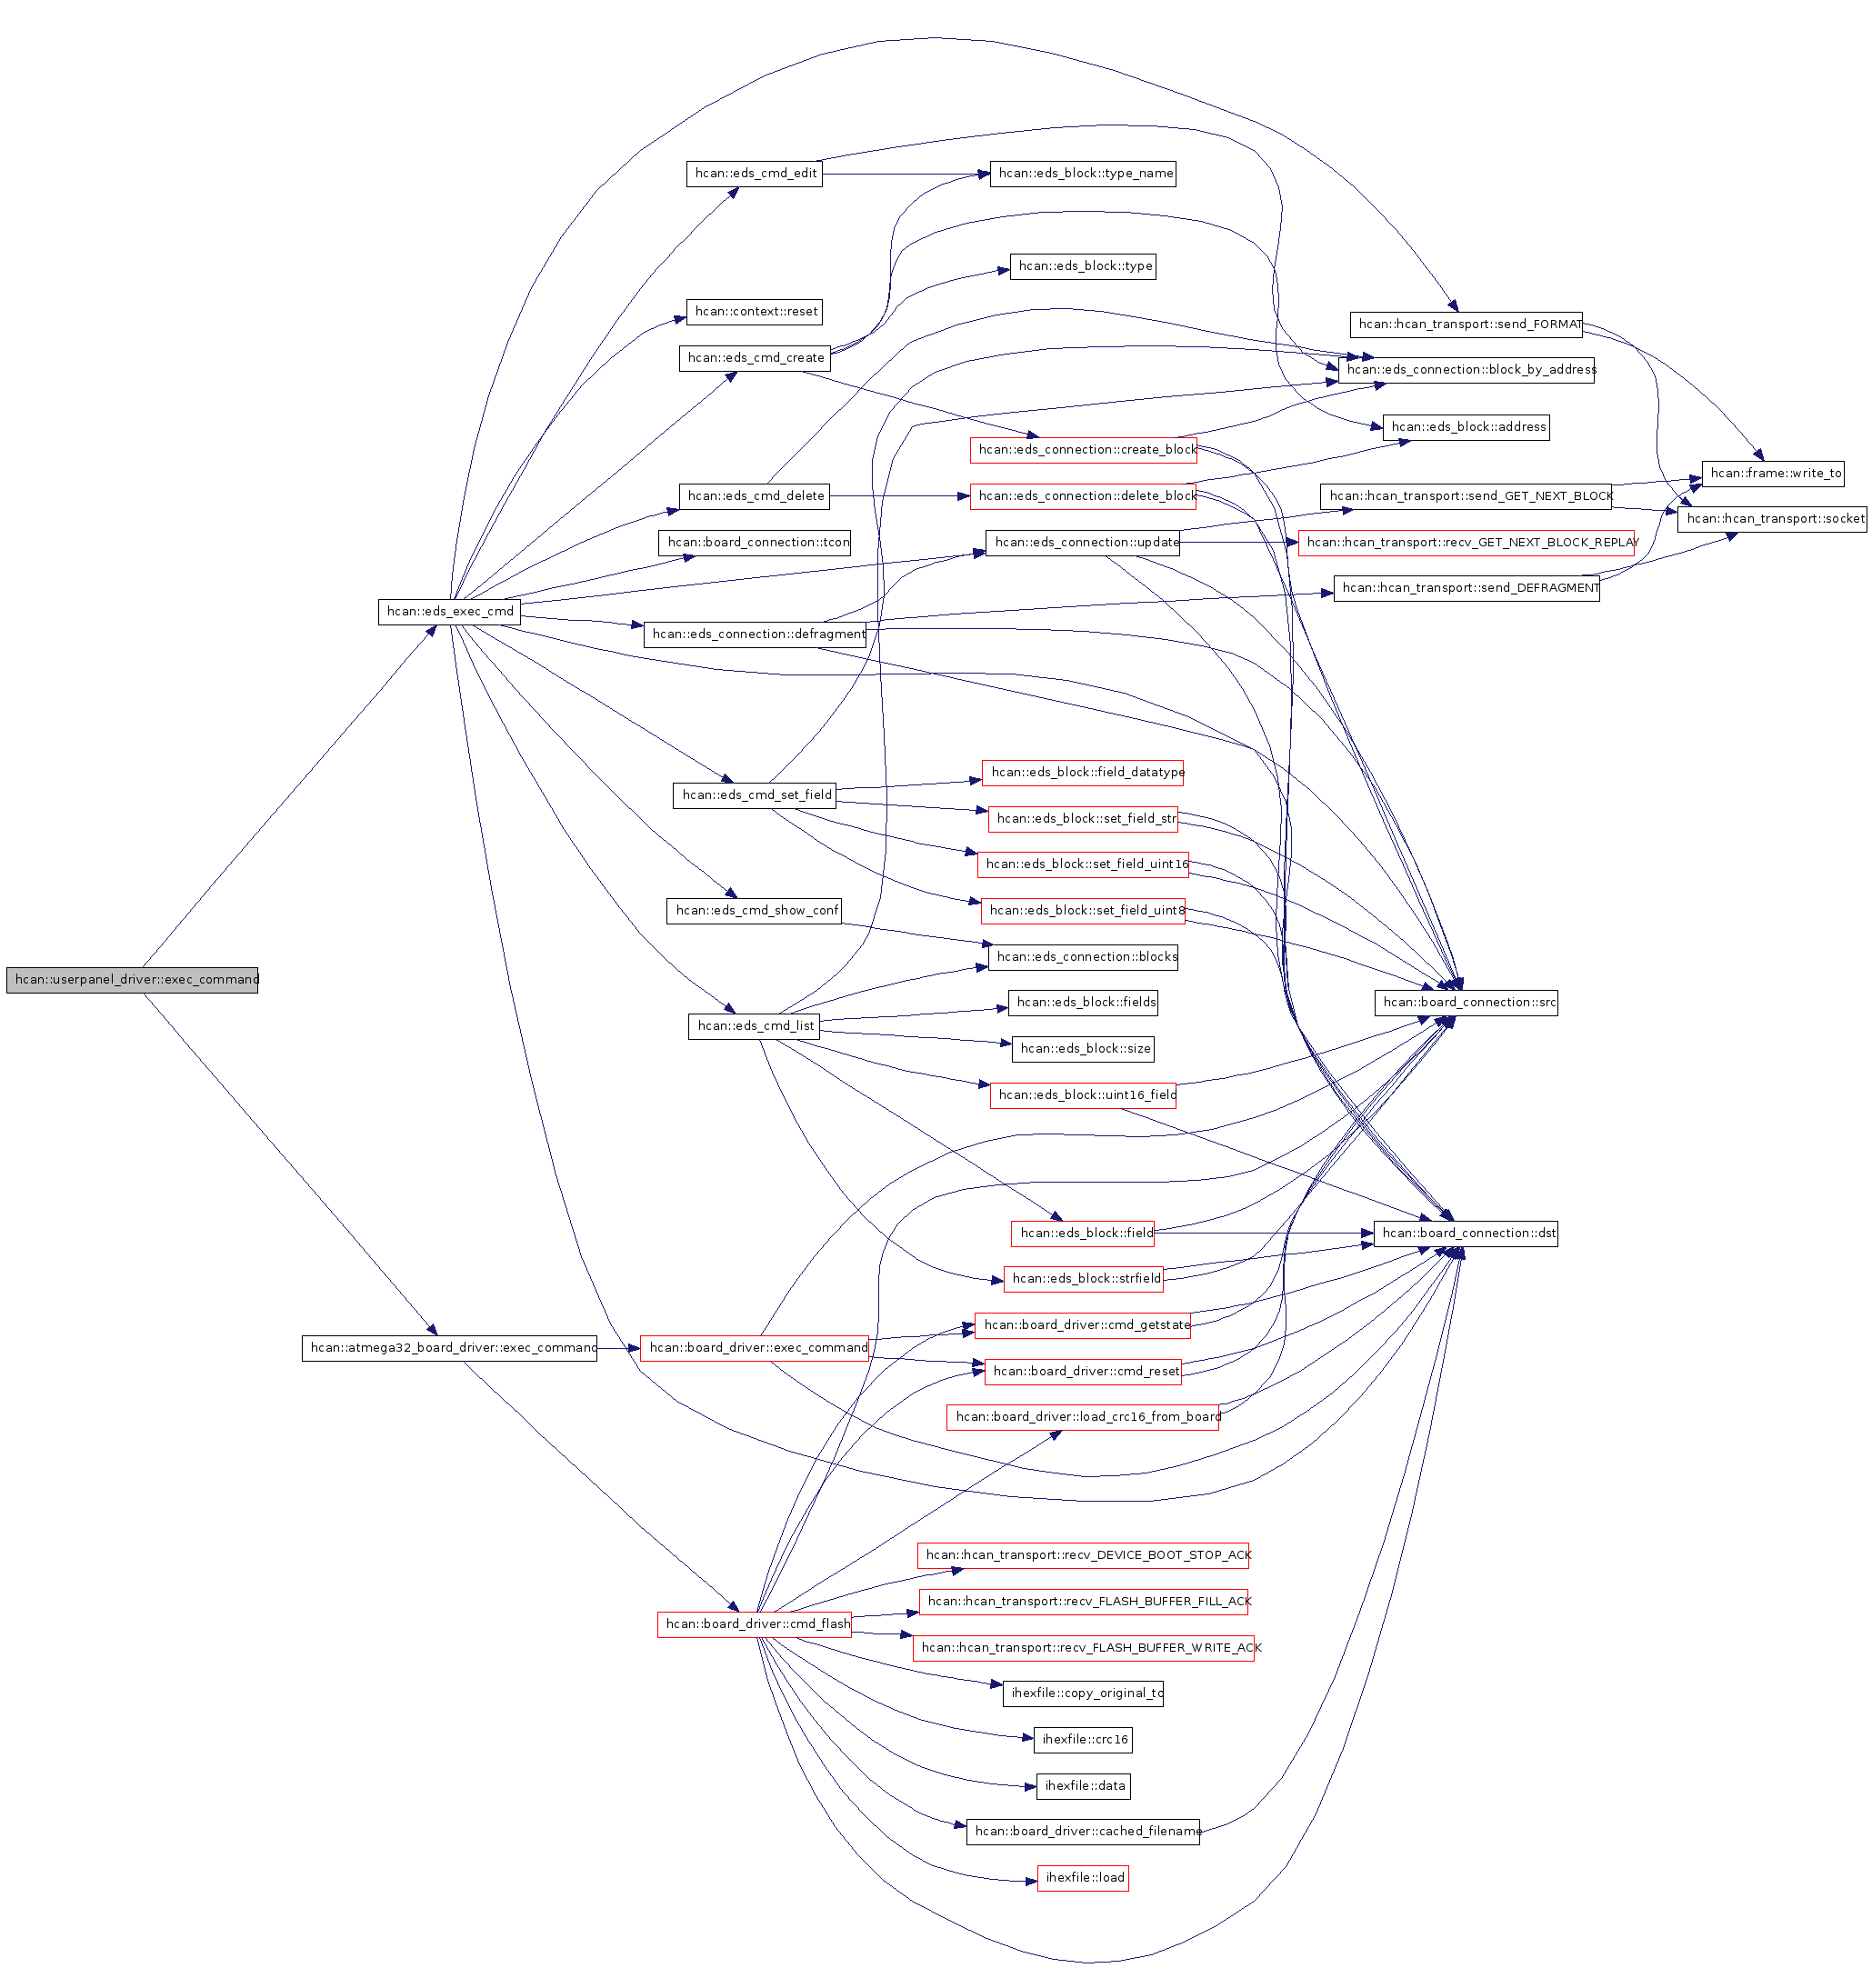 hcan::eds_cmd_edit
hcan::eds_block::type_name
hcan::eds_block::type
hcan::context::reset
hcan::hcan_transport::send_FORMAT
hcan::eds_cmd_create
hcan::eds_connection::block_by_address
hcan::eds_block::address
hcan::eds_connection::create_block
hcan::frame::write_to
hcan::eds_cmd_delete
hcan::eds_connection::delete_block
hcan::hcan_transport::send_GET_NEXT_BLOCK
hcan::hcan_transport::socket
hcan::board_connection::tcon
hcan::eds_connection::update
hcan::hcan_transport::recv_GET_NEXT_BLOCK_REPLAY
hcan::hcan_transport::send_DEFRAGMENT
hcan::eds_exec_cmd
hcan::eds_connection::defragment
hcan::eds_block::field_datatype
hcan::eds_cmd_set_field
hcan::eds_block::set_field_str
hcan::eds_block::set_field_uint16
hcan::eds_cmd_show_conf
hcan::eds_block::set_field_uint8
hcan::eds_connection::blocks
hcan::userpanel_driver::exec_command
hcan::eds_block::fields
hcan::board_connection::src
hcan::eds_cmd_list
hcan::eds_block::size
hcan::eds_block::uint16_field
hcan::eds_block::field
hcan::board_connection::dst
hcan::eds_block::strfield
hcan::board_driver::cmd_getstate
hcan::atmega32_board_driver::exec_command
hcan::board_driver::exec_command
hcan::board_driver::cmd_reset
hcan::board_driver::load_crc16_from_board
hcan::hcan_transport::recv_DEVICE_BOOT_STOP_ACK
hcan::hcan_transport::recv_FLASH_BUFFER_FILL_ACK
hcan::board_driver::cmd_flash
hcan::hcan_transport::recv_FLASH_BUFFER_WRITE_ACK
ihexfile::copy_original_to
ihexfile::crc16
ihexfile::data
hcan::board_driver::cached_filename
ihexfile::load